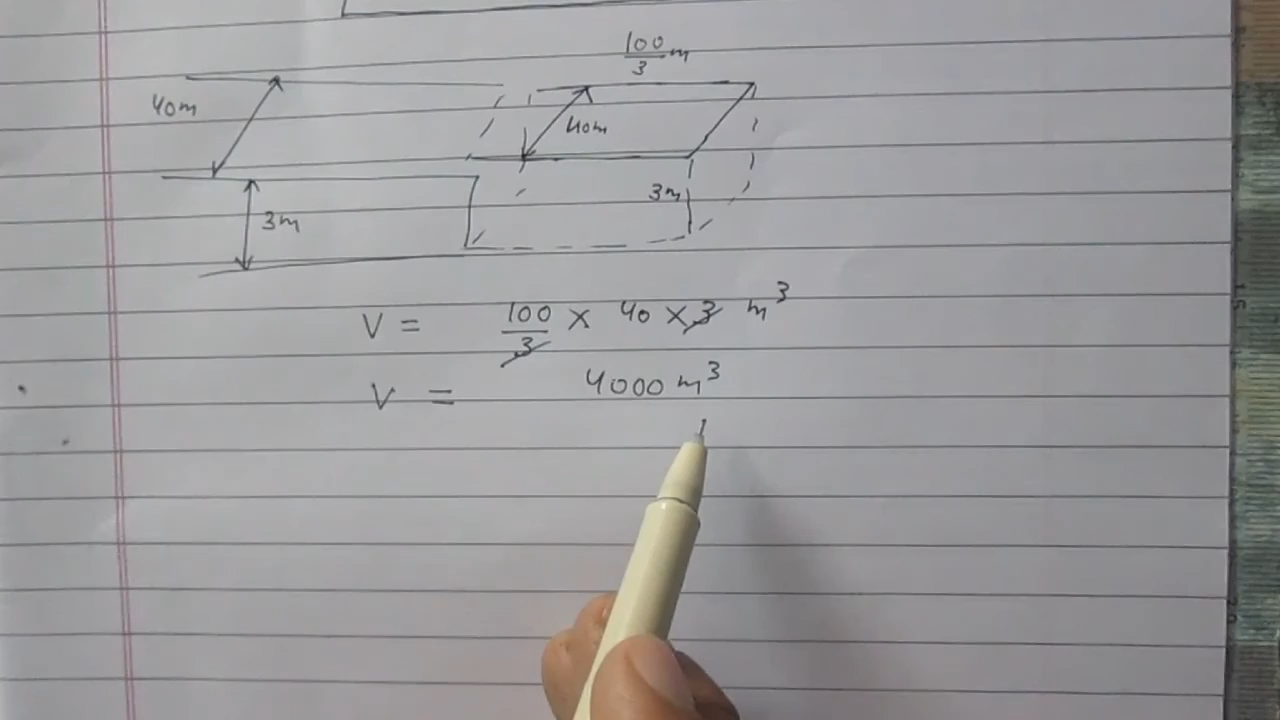 100/3 m
40m
40m
3m
3m
V = 100/3 × 40 × 3 m³
V = 4000 m³